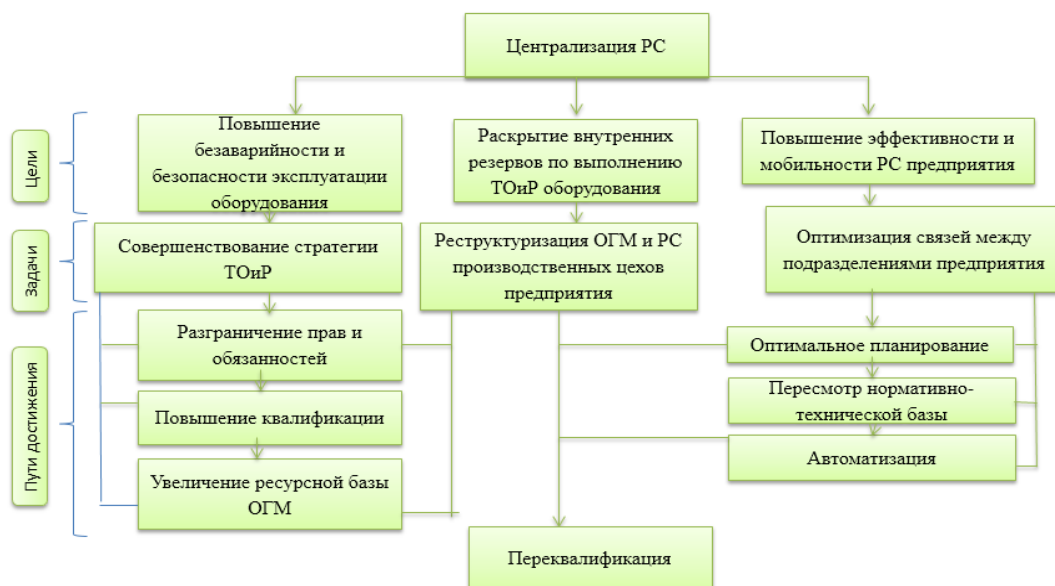 Централизация РС
Цели
Повышение
безаварийности и
безопасности эксплуатации
оборудования
Раскрытие внутренних
резервов по выполнению
ТОиР оборудования
Повышение эффективности и
мобильности РС предприятия
Задачи
Совершенствование стратегии
ТОиР
Реструктуризация ОГМ и РС
производственных цехов
предприятия
Оптимизация связей между
подразделениями предприятия
Пути достижения
Разграничение прав и
обязанностей
Повышение квалификации
Увеличение ресурсной базы
ОГМ
Оптимальное планирование
Пересмотр нормативно-
технической базы
Автоматизация
Переквалификация